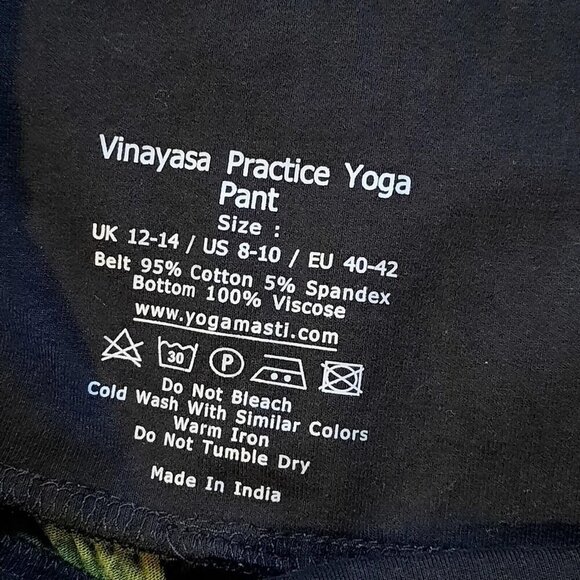 Vinayasa Practice Yoga
Pant
Size :
UK 12-14 / US 8-10 / EU 40-42
Belt 95% Cotton 5% Spandex
Bottom 100% Viscose
www.yogamasti.com
30 P
Do Not Bleach
Cold Wash With Similar Colors
Warm Iron
Do Not Tumble Dry
Made In India